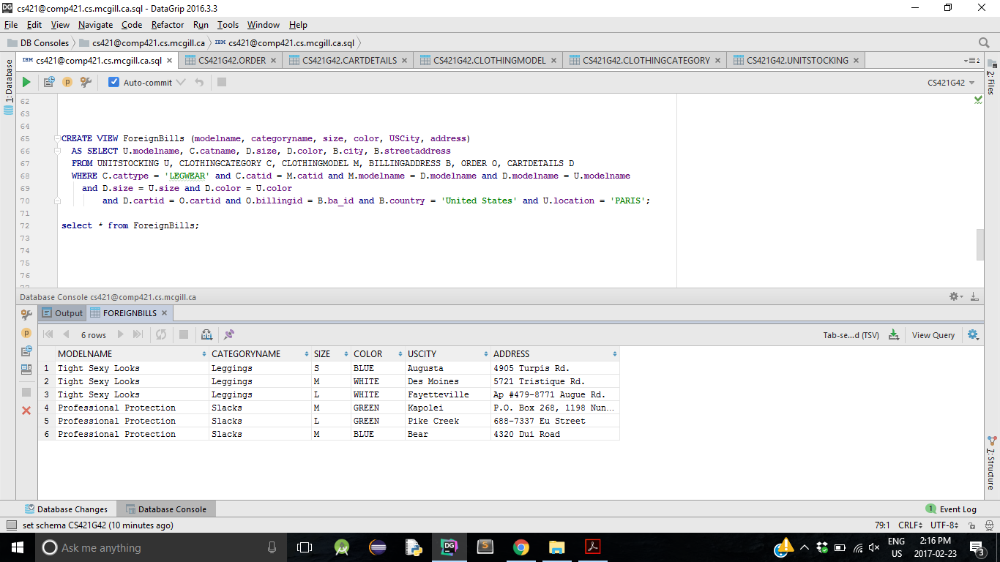 DG cs421@comp421.cs.mcgill.ca.sql - DataGrip 2016.3.3
File Edit View Navigate Code Refactor Run Tools Window Help
DB Consoles cs421@comp421.cs.mcgill.ca IBM cs421@comp421.cs.mcgill.ca.sql
1: Database
IBM cs421@comp421.cs.mcgill.ca.sql × CS421G42.ORDER × CS421G42.CARTDETAILS × CS421G42.CLOTHINGMODEL × CS421G42.CLOTHINGCATEGORY × CS421G42.UNITSTOCKING × 2
2: Files
p Auto-commit CS421G42
62
63
64
65 CREATE VIEW ForeignBills (modelname, categoryname, size, color, USCity, address)
66 AS SELECT U.modelname, C.catname, D.size, D.color, B.city, B.streetaddress
67 FROM UNITSTOCKING U, CLOTHINGCATEGORY C, CLOTHINGMODEL M, BILLINGADDRESS B, ORDER O, CARTDETAILS D
68 WHERE C.cattype = 'LEGWEAR' and C.catid = M.catid and M.modelname = D.modelname and D.modelname = U.modelname
69 and D.size = U.size and D.color = U.color
70 and D.cartid = O.cartid and O.billingid = B.ba_id and B.country = 'United States' and U.location = 'PARIS';
71
72 select * from ForeignBills;
73
74
75
76
Database Console cs421@comp421.cs.mcgill.ca
Output FOREIGNBILLS ×
p 6 rows Tab-se...d (TSV) View Query
MODELNAME CATEGORYNAME SIZE COLOR USCITY ADDRESS
1 Tight Sexy Looks Leggings S BLUE Augusta 4905 Turpis Rd.
2 Tight Sexy Looks Leggings M WHITE Des Moines 5721 Tristique Rd.
3 Tight Sexy Looks Leggings L WHITE Fayetteville Ap #479-8771 Augue Rd.
4 Professional Protection Slacks M GREEN Kapolei P.O. Box 268, 1198 Nun...
5 Professional Protection Slacks L GREEN Pike Creek 688-7337 Eu Street
6 Professional Protection Slacks M BLUE Bear 4320 Dui Road
7: Structure
Database Changes Database Console 1 Event Log
set schema CS421G42 (10 minutes ago) 79:1 CRLF UTF-8
Ask me anything DG S ENG US 2:16 PM 2017-02-23 3